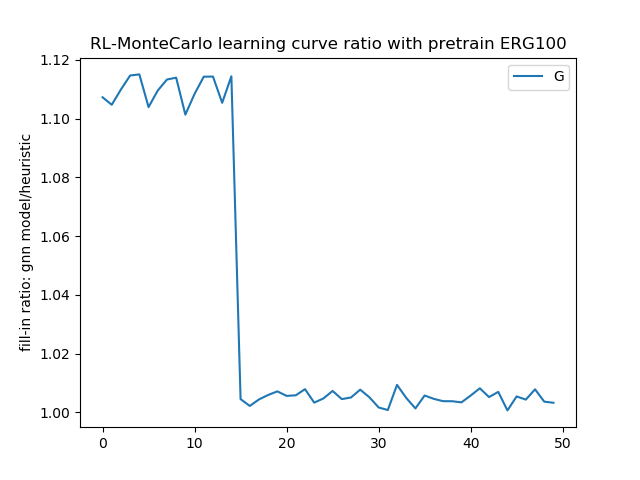 RL-MonteCarlo learning curve ratio with pretrain ERG100
G
fill-in ratio: gnn model/heuristic
1.12
1.10
1.08
1.06
1.04
1.02
1.00
0 10 20 30 40 50